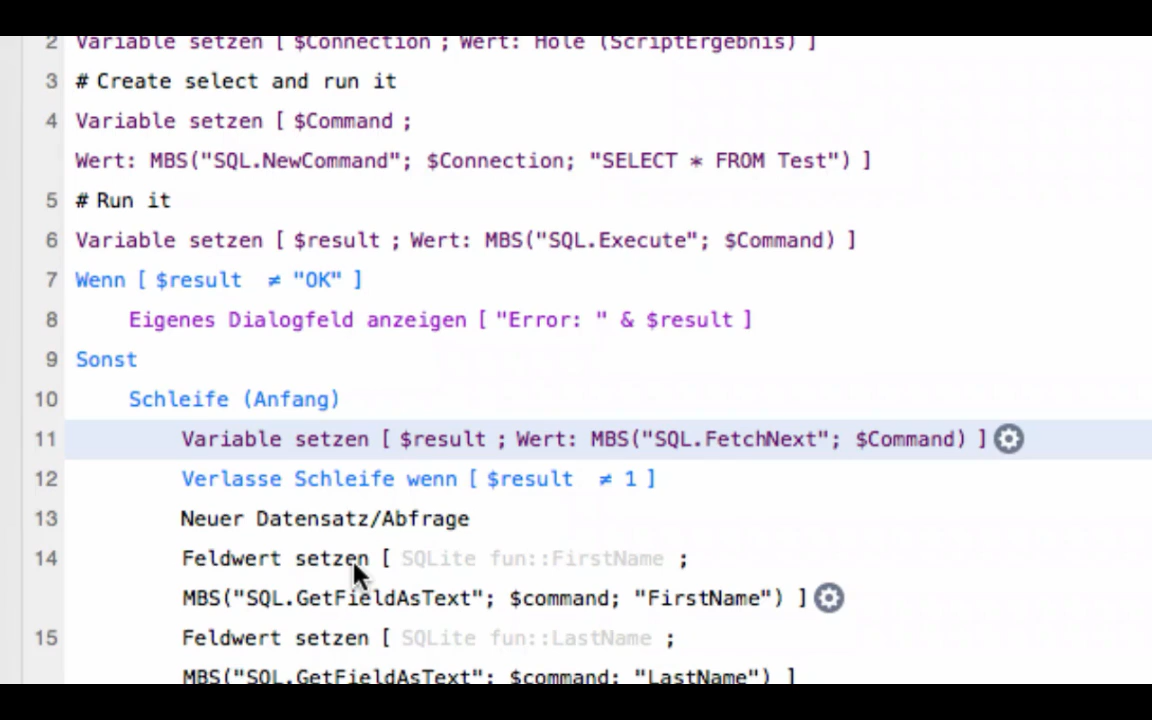 2 Variable setzen [ $Connection ; Wert: Hole (ScriptErgebnis) ]
3 # Create select and run it
4 Variable setzen [ $Command ;
Wert: MBS("SQL.NewCommand"; $Connection; "SELECT * FROM Test") ]
5 # Run it
6 Variable setzen [ $result ; Wert: MBS("SQL.Execute"; $Command) ]
7 Wenn [ $result ≠ "OK" ]
8 Eigenes Dialogfeld anzeigen [ "Error: " & $result ]
9 Sonst
10 Schleife (Anfang)
11 Variable setzen [ $result ; Wert: MBS("SQL.FetchNext"; $Command) ]
12 Verlasse Schleife wenn [ $result ≠ 1 ]
13 Neuer Datensatz/Abfrage
14 Feldwert setzen [ SQLite fun::FirstName ;
MBS("SQL.GetFieldAsText"; $command; "FirstName") ]
15 Feldwert setzen [ SQLite fun::LastName ;
MBS("SQL.GetFieldAsText"; $command; "LastName") ]